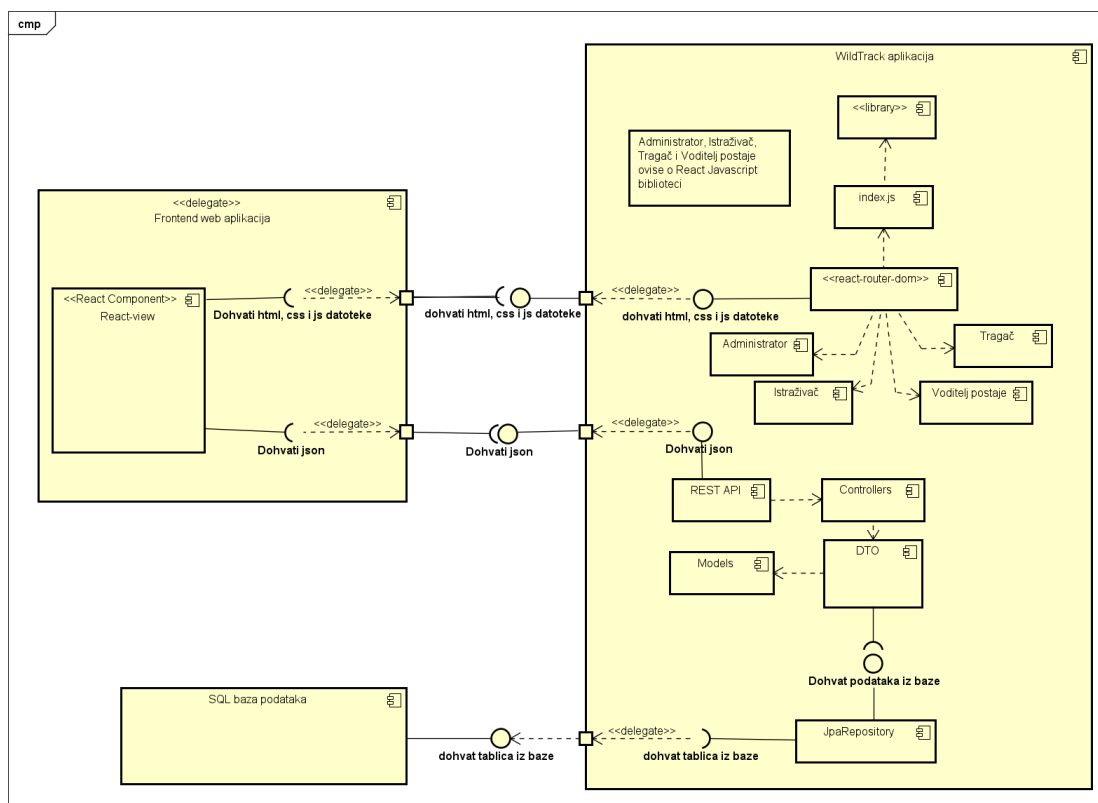 cmp
WildTrack aplikacija
<<library>>
Administrator, Istraživač,
Tragač i Voditelj postaje
ovise o React Javascript
biblioteci
index.js
<<delegate>>
Frontend web aplikacija
<<React Component>>
React-view
<<delegate>>
Dohvati html, css i js datoteke
dohvati html, css i js datoteke
<<delegate>>
dohvati html, css i js datoteke
<<react-router-dom>>
Administrator
Tragač
Istraživač
Voditelj postaje
<<delegate>>
Dohvati json
Dohvati json
<<delegate>>
Dohvati json
REST API
Controllers
Models
DTO
Dohvat podataka iz baze
SQL baza podataka
dohvat tablica iz baze
<<delegate>>
dohvat tablica iz baze
JpaRepository